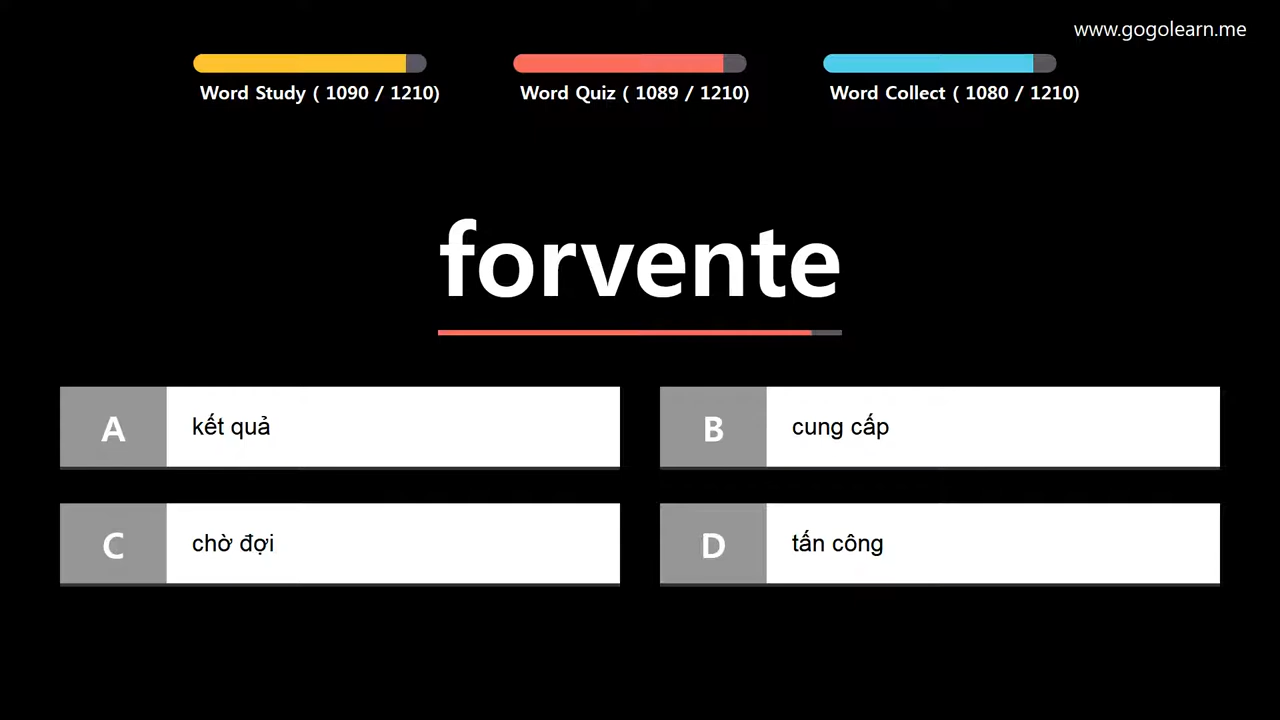 www.gogolearn.me
Word Study ( 1090 / 1210)
Word Quiz ( 1089 / 1210)
Word Collect ( 1080 / 1210)
forvente
A kết quả
B cung cấp
C chờ đợi
D tấn công